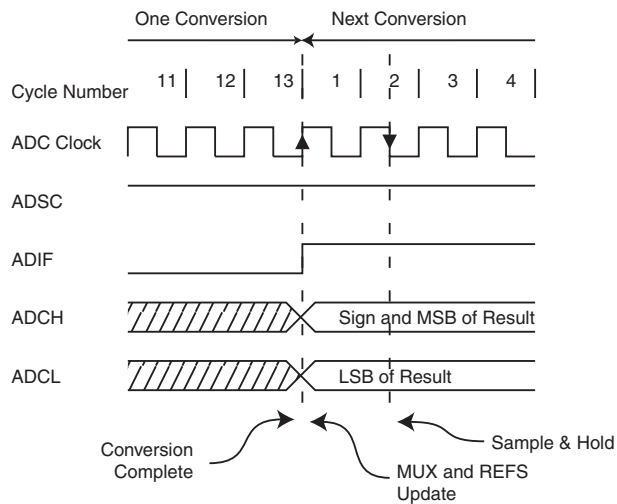 One Conversion Next Conversion
Cycle Number 11 12 13 1 2 3 4
ADC Clock
ADSC
ADIF
ADCH Sign and MSB of Result
ADCL LSB of Result
Conversion
Complete
MUX and REFS
Update
Sample & Hold